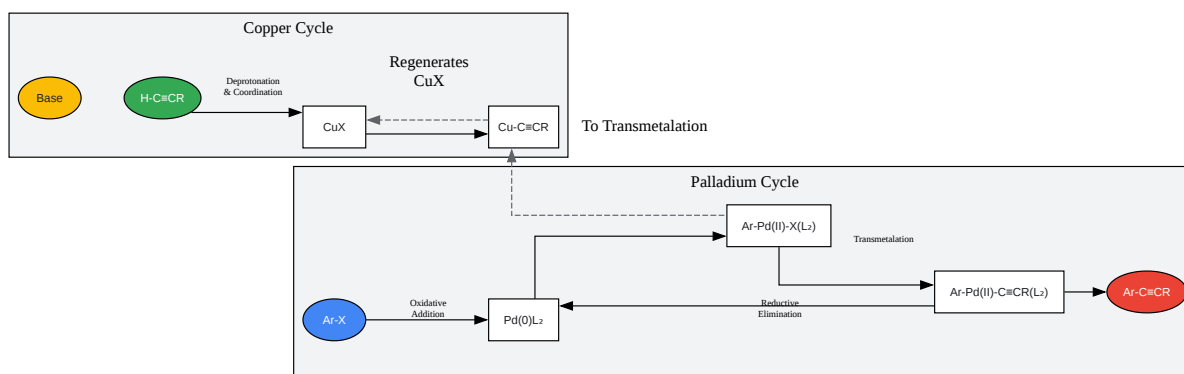 Copper Cycle
Regenerates
CuX
Base
H-C≡CR
Deprotonation
& Coordination
CuX
Cu-C≡CR
To Transmetalation
Palladium Cycle
Ar-Pd(II)-X(L₂)
Transmetalation
Ar-X
Oxidative
Addition
Pd(0)L₂
Reductive
Elimination
Ar-Pd(II)-C≡CR(L₂)
Ar-C≡CR